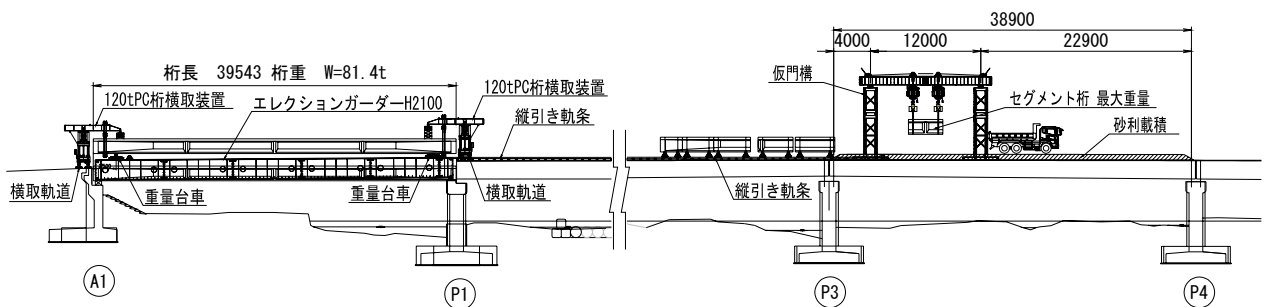 38900
4000
12000
22900
桁長 39543 桁重 W=81.4t
120tPC桁横取装置
120tPC桁横取装置
エレクションガーダーH2100
縦引き軌条
仮門構
セグメント桁 最大重量
砂利載積
横取軌道
重量台車
重量台車
横取軌道
縦引き軌条
A1
P1
P3
P4